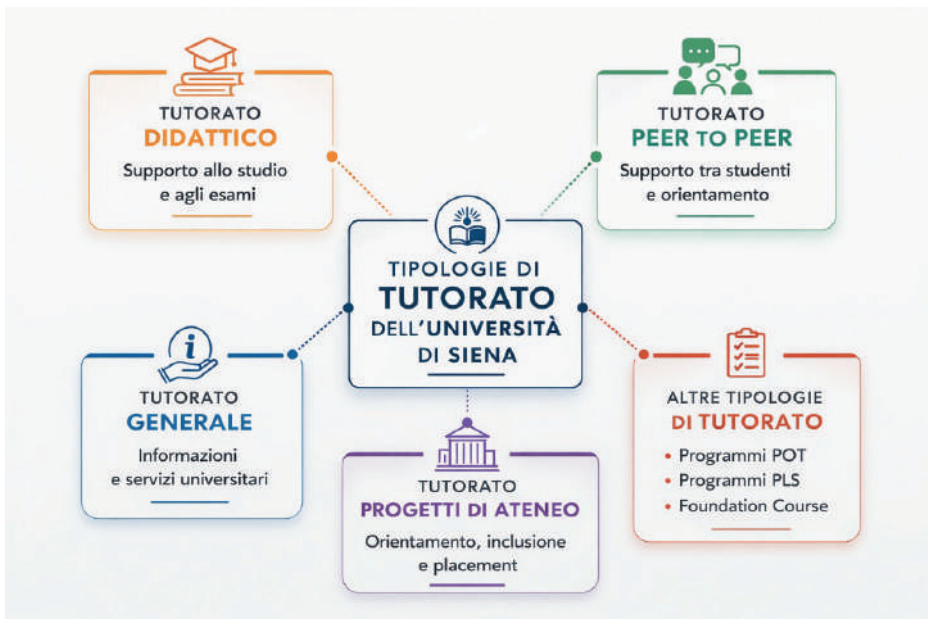 TUTORATO
DIDATTICO
Supporto allo studio
e agli esami
TUTORATO
PEER TO PEER
Supporto tra studenti
e orientamento
TIPOLOGIE DI
TUTORATO
DELL'UNIVERSITÀ
DI SIENA
i
TUTORATO
GENERALE
Informazioni
e servizi universitari
TUTORATO
PROGETTI DI ATENEO
Orientamento, inclusione
e placement
ALTRE TIPOLOGIE
DI TUTORATO
• Programmi POT
• Programmi PLS
• Foundation Course